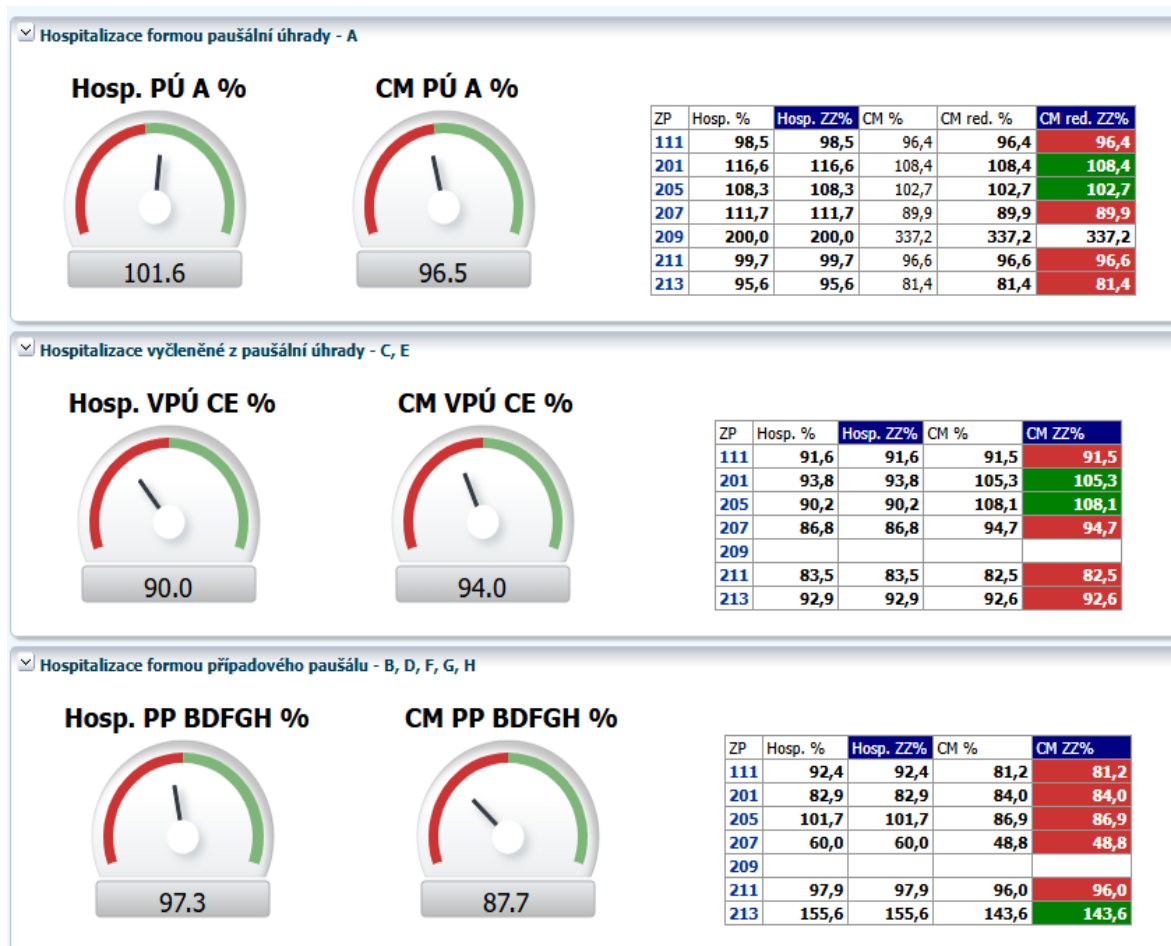 Hospitalizace formou paušální úhrady - A
Hosp. PÚ A %
CM PÚ A %
101.6
96.5
ZP Hosp. % Hosp. ZZ% CM % CM red. % CM red. ZZ%
111 98,5 98,5 96,4 96,4 96,4
201 116,6 116,6 108,4 108,4 108,4
205 108,3 108,3 102,7 102,7 102,7
207 111,7 111,7 89,9 89,9 89,9
209 200,0 200,0 337,2 337,2 337,2
211 99,7 99,7 96,6 96,6 96,6
213 95,6 95,6 81,4 81,4 81,4
Hospitalizace vyčleněné z paušální úhrady - C, E
Hosp. VPÚ CE %
CM VPÚ CE %
90.0
94.0
ZP Hosp. % Hosp. ZZ% CM % CM ZZ%
111 91,6 91,6 91,5 91,5
201 93,8 93,8 105,3 105,3
205 90,2 90,2 108,1 108,1
207 86,8 86,8 94,7 94,7
209
211 83,5 83,5 82,5 82,5
213 92,9 92,9 92,6 92,6
Hospitalizace formou případového paušálu - B, D, F, G, H
Hosp. PP BDFGH %
CM PP BDFGH %
97.3
87.7
ZP Hosp. % Hosp. ZZ% CM % CM ZZ%
111 92,4 92,4 81,2 81,2
201 82,9 82,9 84,0 84,0
205 101,7 101,7 86,9 86,9
207 60,0 60,0 48,8 48,8
209
211 97,9 97,9 96,0 96,0
213 155,6 155,6 143,6 143,6